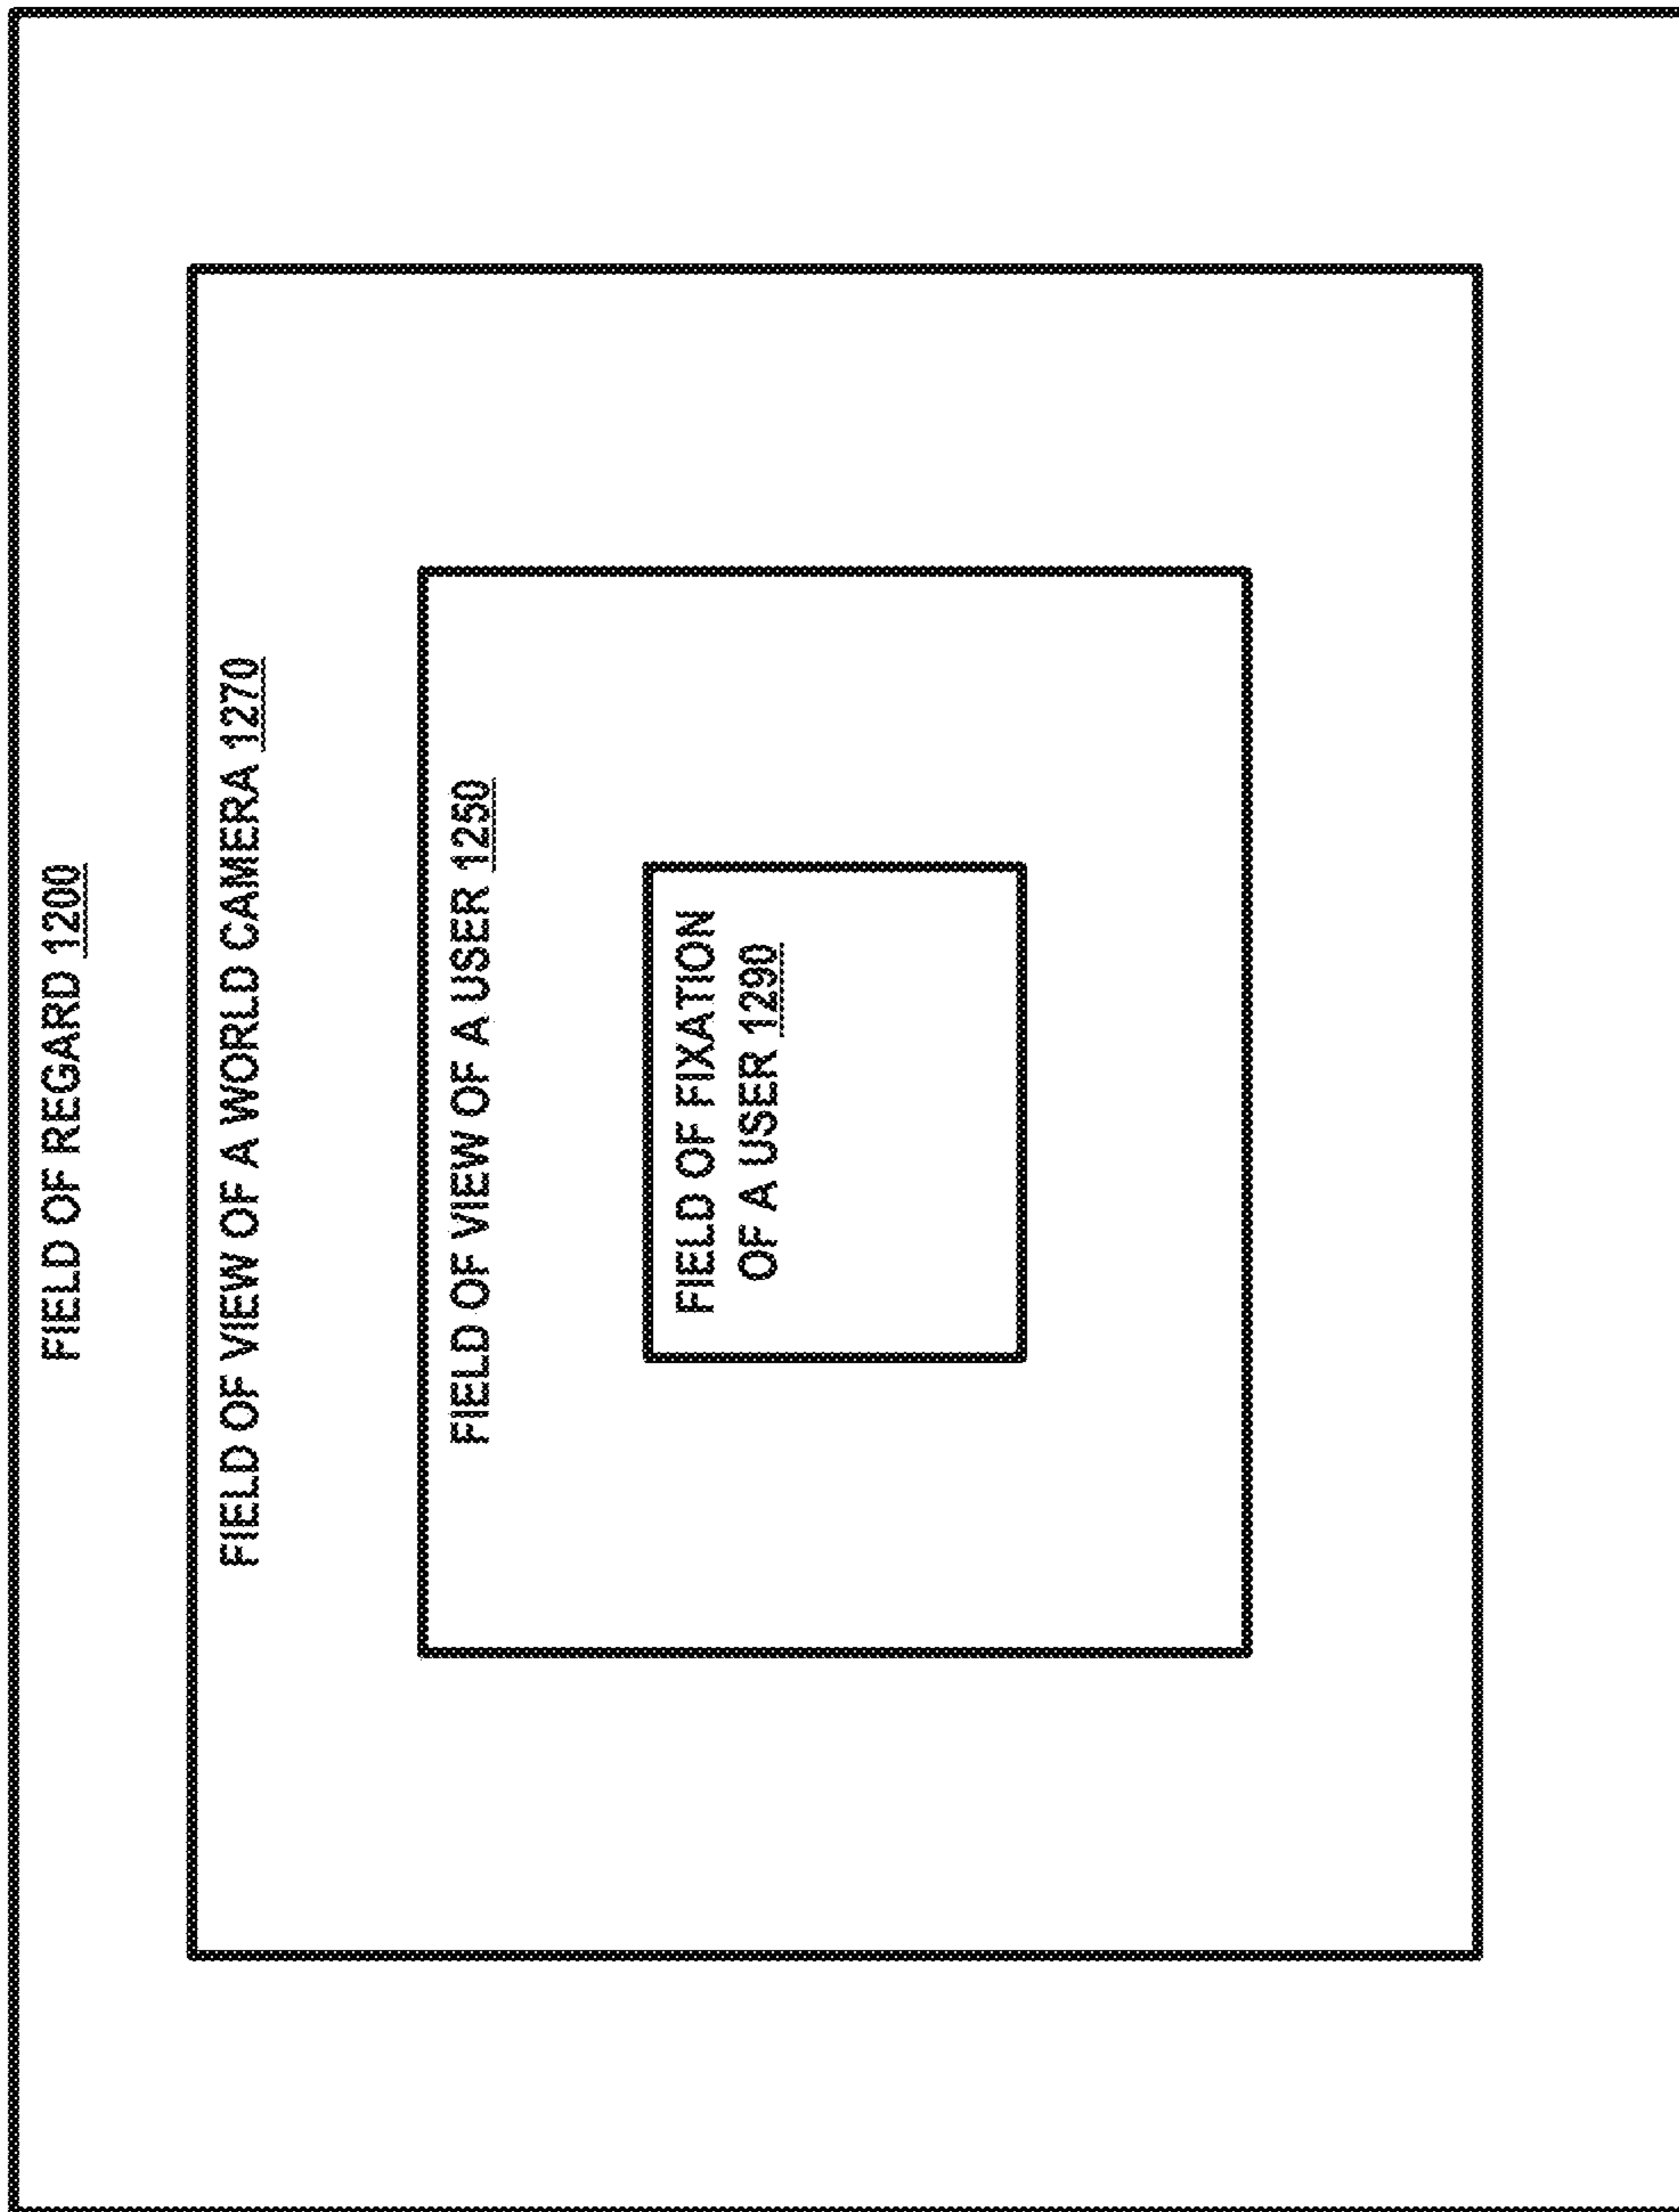 FIELD OF REGARD 1200
FIELD OF VIEW OF A WORLD CAMERA 1270
FIELD OF VIEW OF A USER 1250
FIELD OF FIXATION
OF A USER 1290